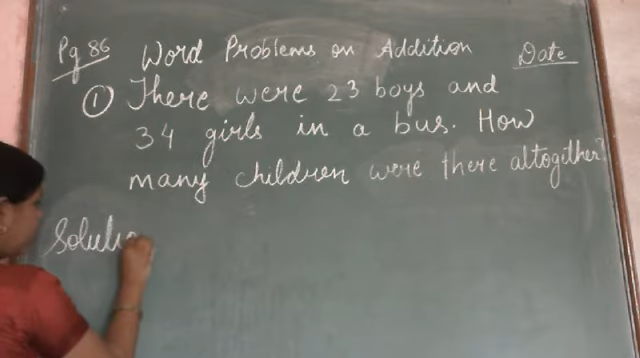 Pg 86 Word Problems on Addition Date
① There were 23 boys and
34 girls in a bus. How
many children were there altogether?
Solutio